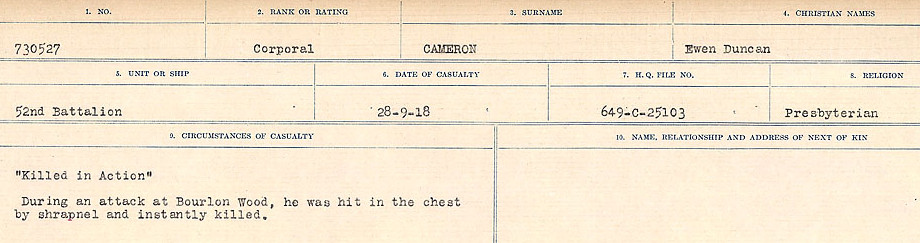 1. NO. 2. RANK OR RATING 3. SURNAME 4. CHRISTIAN NAMES
730527 Corporal CAMERON Ewen Duncan
5. UNIT OR SHIP 6. DATE OF CASUALTY 7. H. Q. FILE NO. 8. RELIGION
52nd Battalion 28-9-18 649-C-25103 Presbyterian
9. CIRCUMSTANCES OF CASUALTY 10. NAME, RELATIONSHIP AND ADDRESS OF NEXT OF KIN
"Killed in Action"
During an attack at Bourlon Wood, he was hit in the chest
by shrapnel and instantly killed.